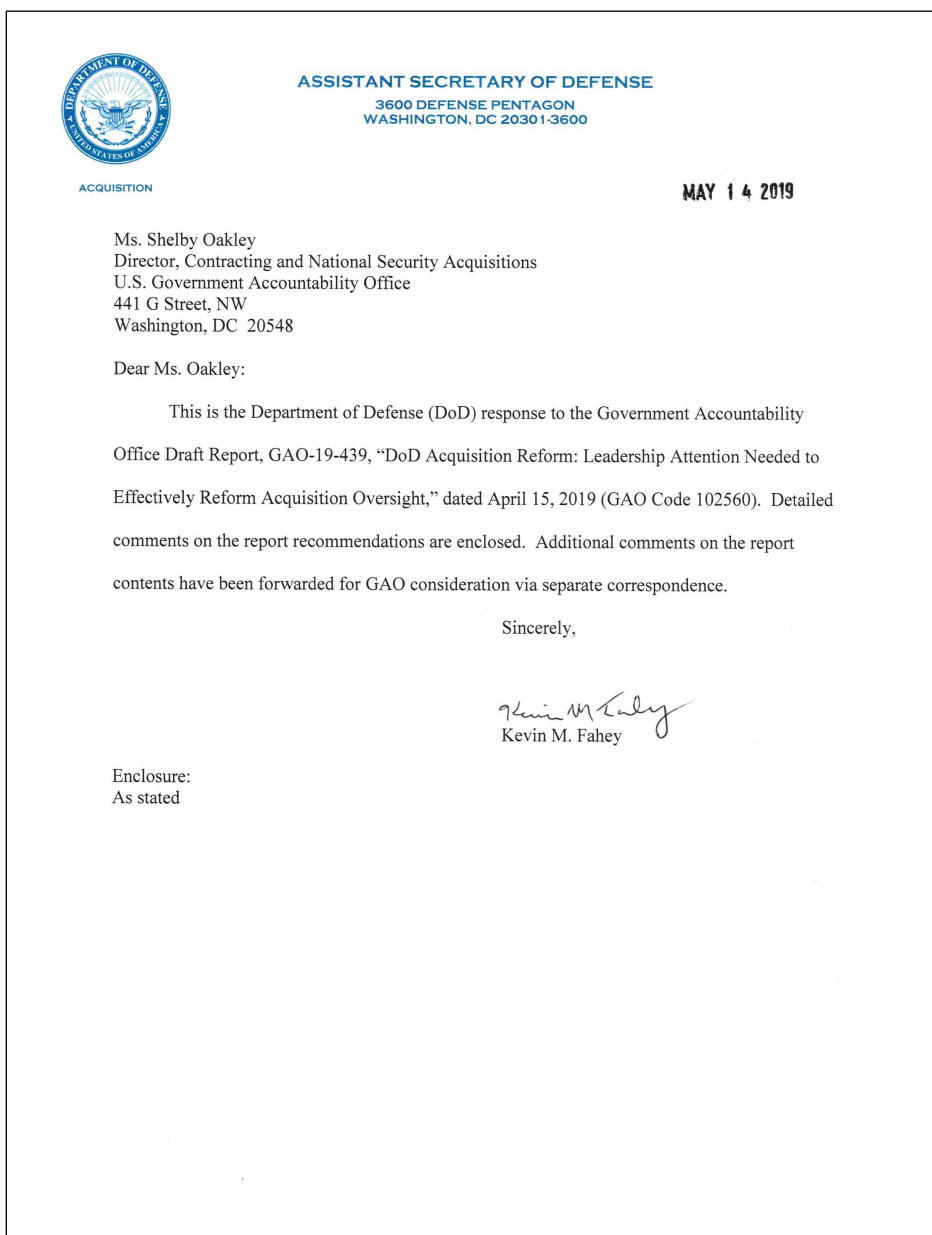 DEPARTMENT OF DEFENSE
UNITED STATES OF AMERICA
ASSISTANT SECRETARY OF DEFENSE
3600 DEFENSE PENTAGON
WASHINGTON, DC 20301-3600
ACQUISITION
MAY 14 2019
Ms. Shelby Oakley
Director, Contracting and National Security Acquisitions
U.S. Government Accountability Office
441 G Street, NW
Washington, DC 20548
Dear Ms. Oakley:
This is the Department of Defense (DoD) response to the Government Accountability
Office Draft Report, GAO-19-439, “DoD Acquisition Reform: Leadership Attention Needed to
Effectively Reform Acquisition Oversight,” dated April 15, 2019 (GAO Code 102560). Detailed
comments on the report recommendations are enclosed. Additional comments on the report
contents have been forwarded for GAO consideration via separate correspondence.
Sincerely,
Kevin M. Fahey
Enclosure:
As stated